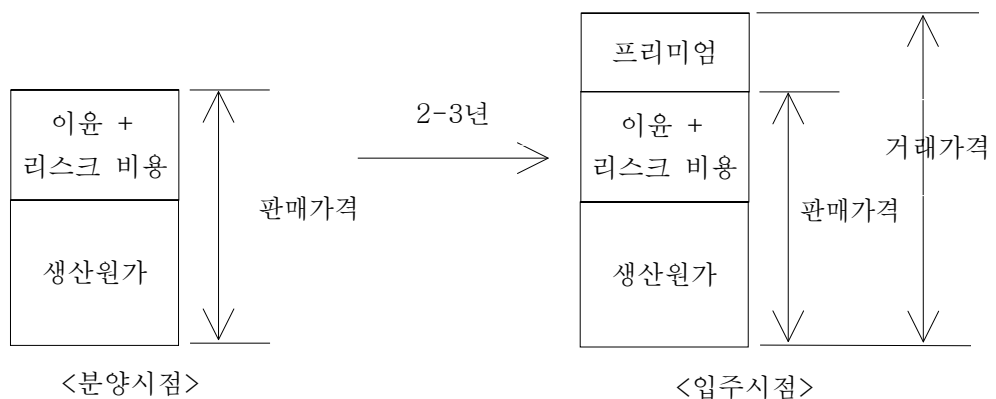 이윤 +
리스크 비용
생산원가
판매가격
<분양시점>
2-3년
프리미엄
이윤 +
리스크 비용
생산원가
판매가격
거래가격
<입주시점>